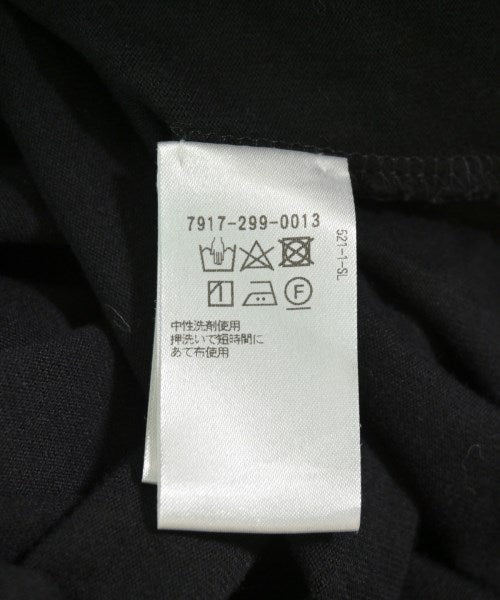 7917-299-0013
F
中性洗剤使用
押洗いで短時間に
あて布使用
521-1-SL